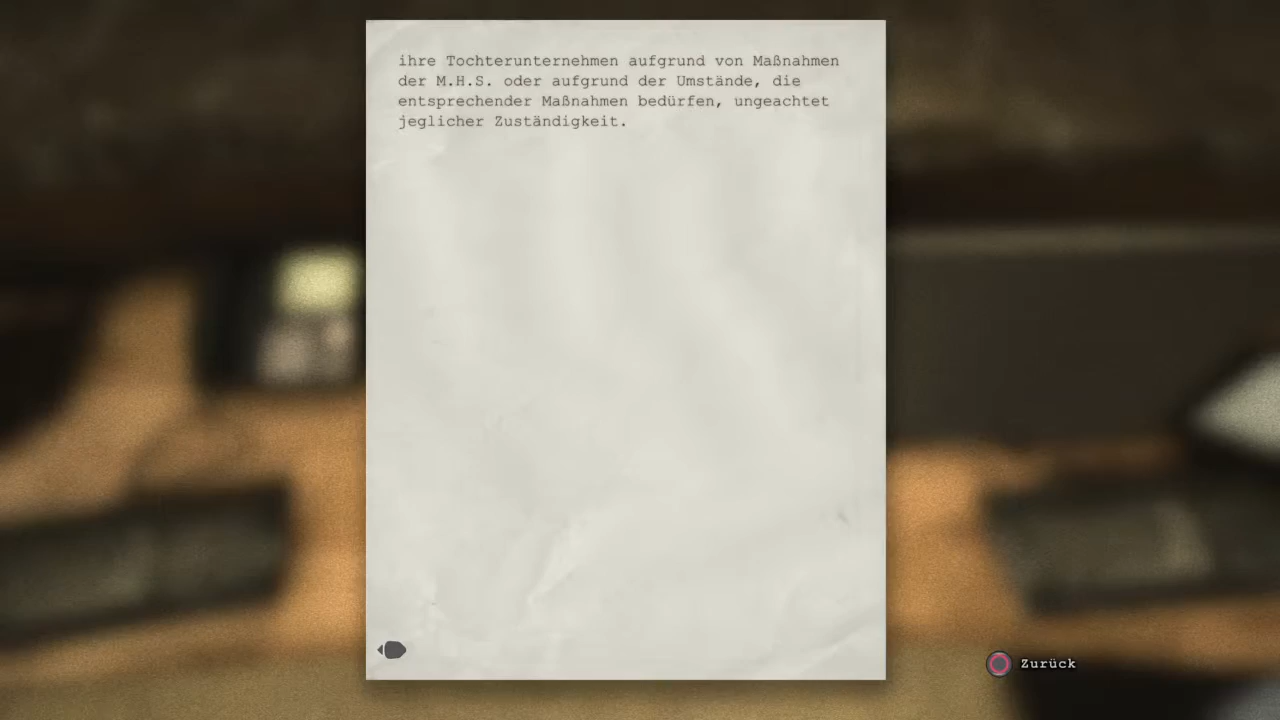 ihre Tochterunternehmen aufgrund von Maßnahmen
der M.H.S. oder aufgrund der Umstände, die
entsprechender Maßnahmen bedürfen, ungeachtet
jeglicher Zuständigkeit.
Zurück